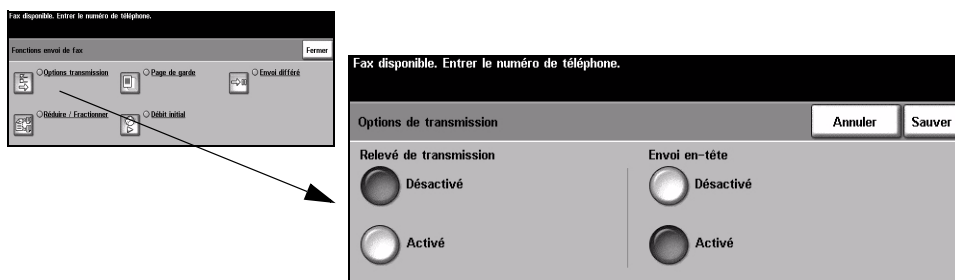 Fax disponible. Entrer le numéro de téléphone.
Fonctions envoi de fax
Fermer
Options transmission
Page de garde
Envoi différé
Réduire / Fractionner
Débit initial
Fax disponible. Entrer le numéro de téléphone.
Options de transmission
Annuler
Sauver
Relevé de transmission
Envoi en-tête
Désactivé
Désactivé
Activé
Activé